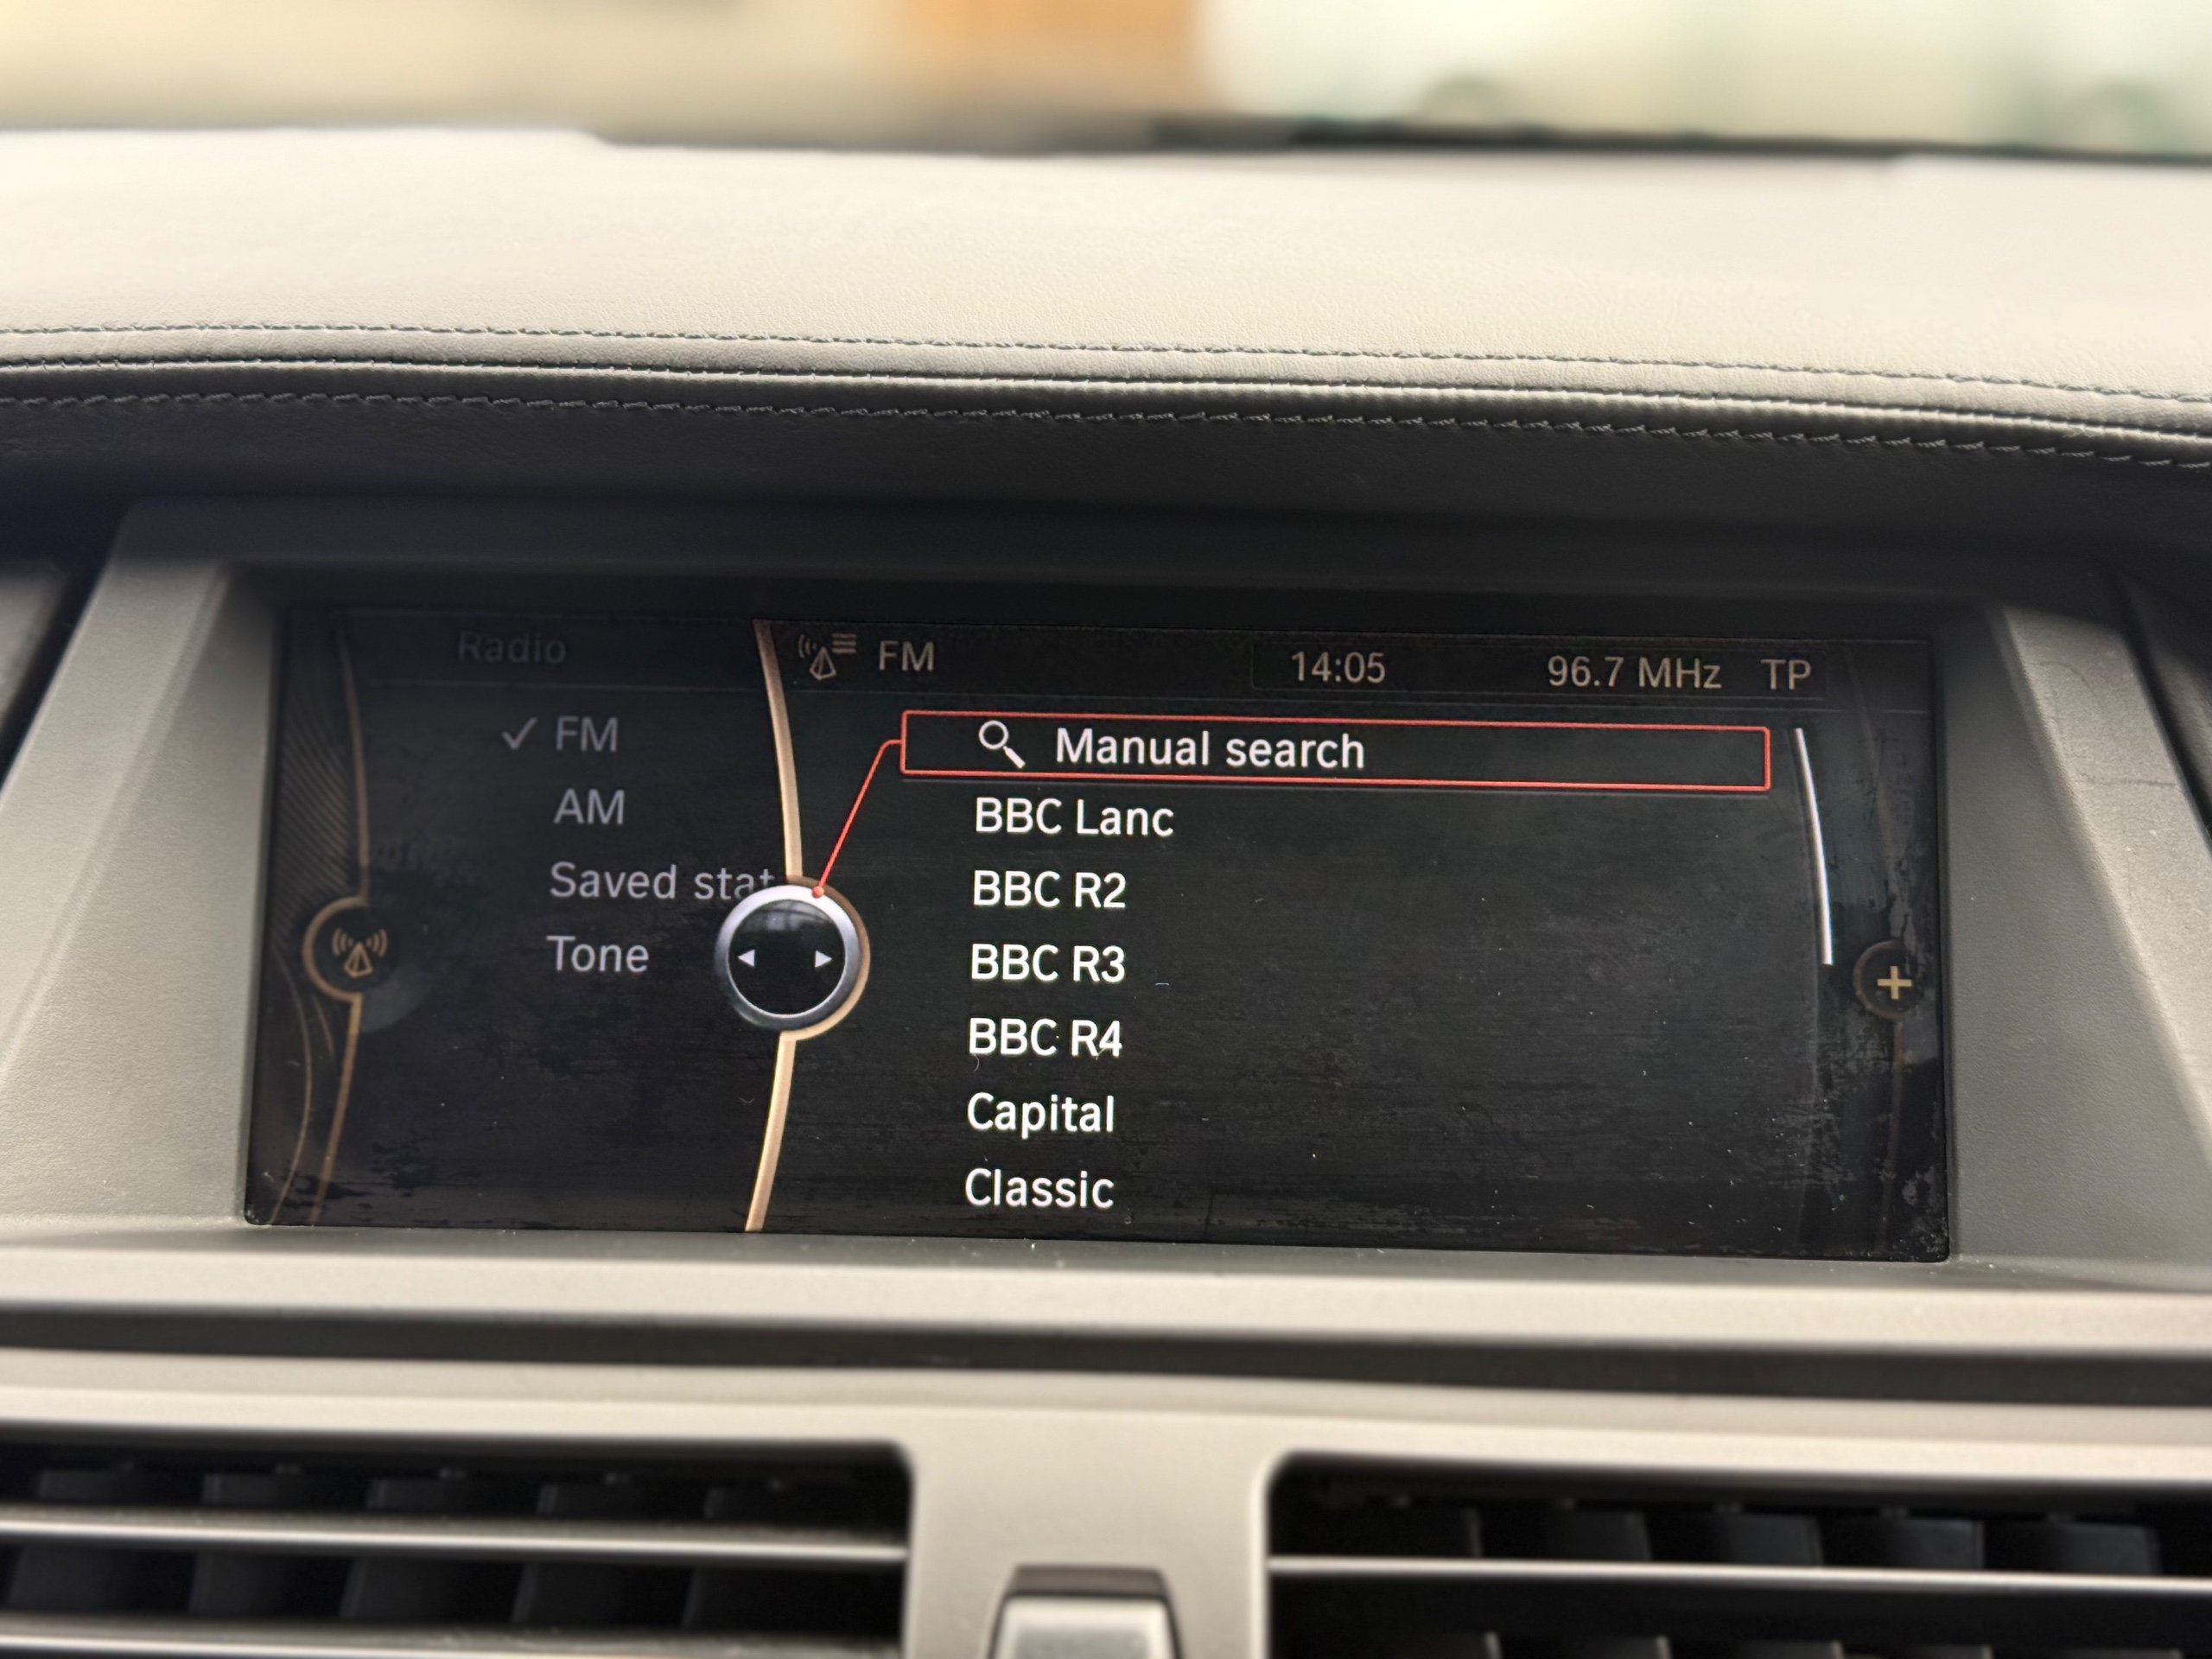 Radio
FM
14:05
96.7 MHz
TP
✓ FM
AM
Saved stat
Tone
Manual search
BBC Lanc
BBC R2
BBC R3
BBC R4
Capital
Classic